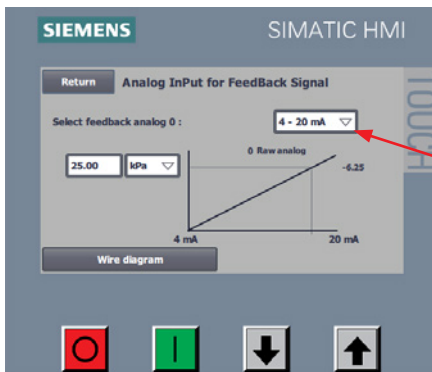 SIEMENS SIMATIC HMI
TOUCH
Return Analog InPut for FeedBack Signal
Select feedback analog 0 : 4 - 20 mA
0 Raw analog
25.00 kPa -6.25
4 mA 20 mA
Wire diagram